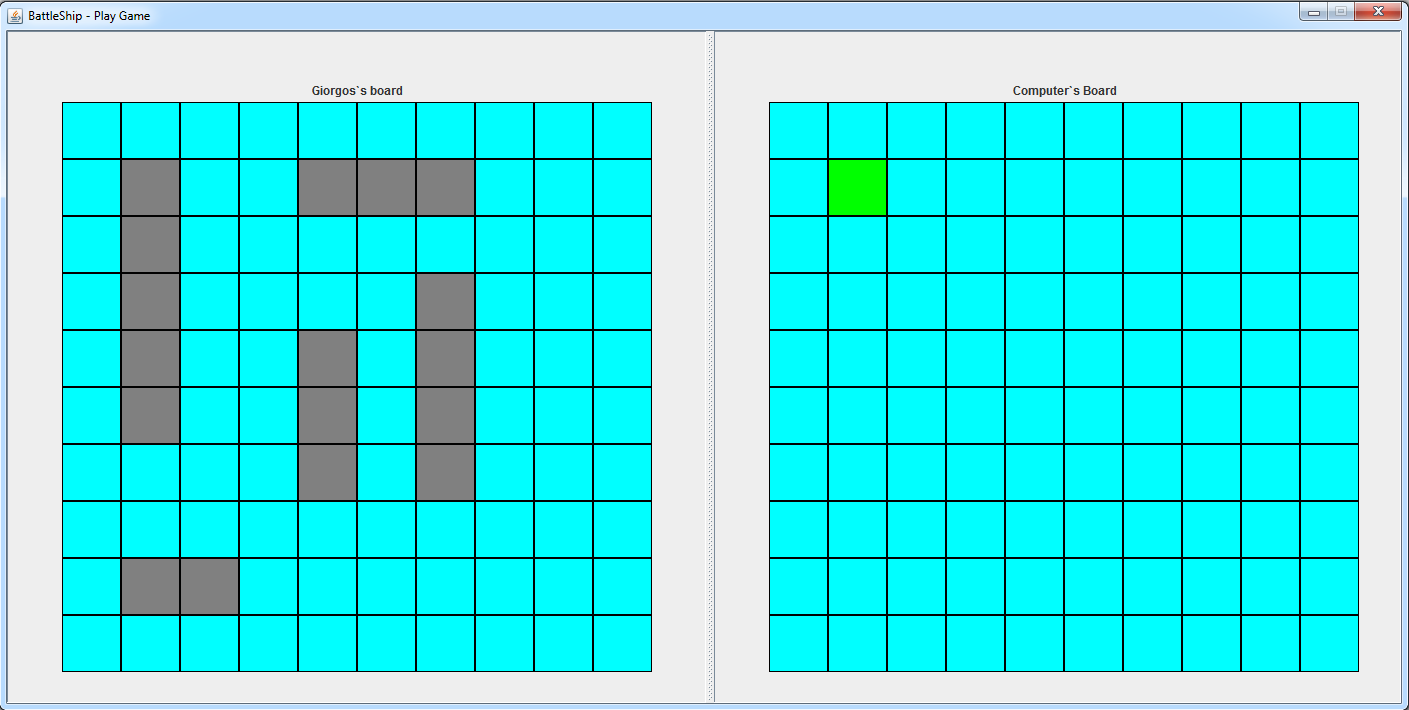 BattleShip - Play Game
Giorgos`s board
Computer`s Board